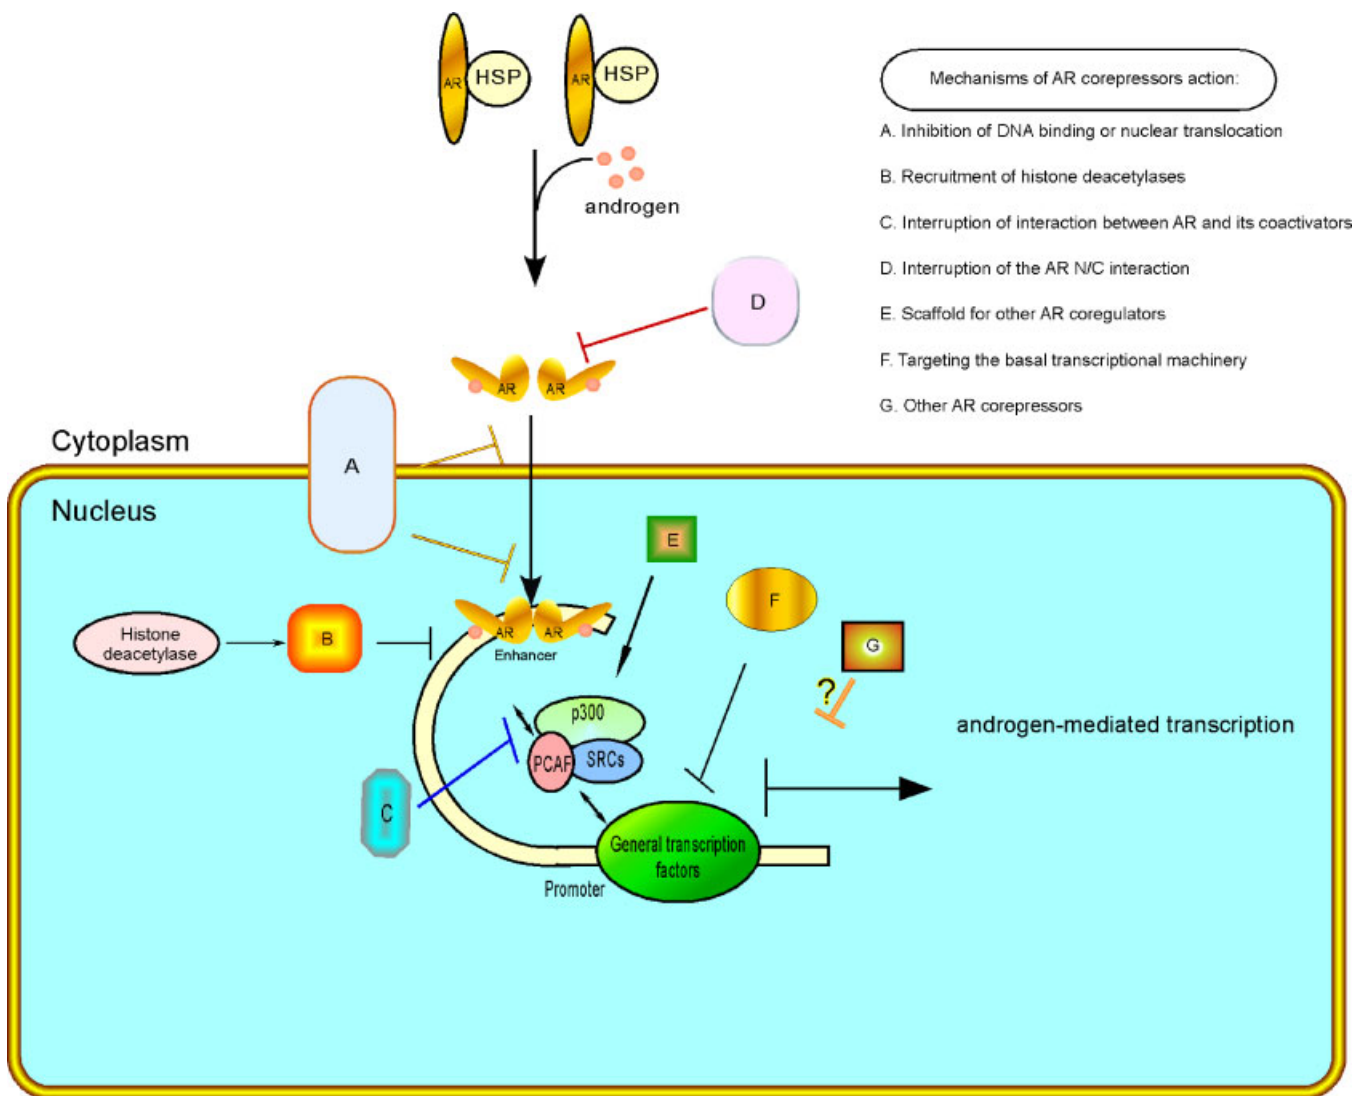 AR
HSP
AR
HSP
Mechanisms of AR corepressors action:
A. Inhibition of DNA binding or nuclear translocation
B. Recruitment of histone deacetylases
C. Interruption of interaction between AR and its coactivators
D. Interruption of the AR N/C interaction
E. Scaffold for other AR coregulators
F. Targeting the basal transcriptional machinery
G. Other AR corepressors
androgen
D
AR
AR
Cytoplasm
A
Nucleus
E
F
Histone
deacetylase
B
AR
AR
Enhancer
G
?
p300
PCAF
SRCs
androgen-mediated transcription
C
General transcription
factors
Promoter